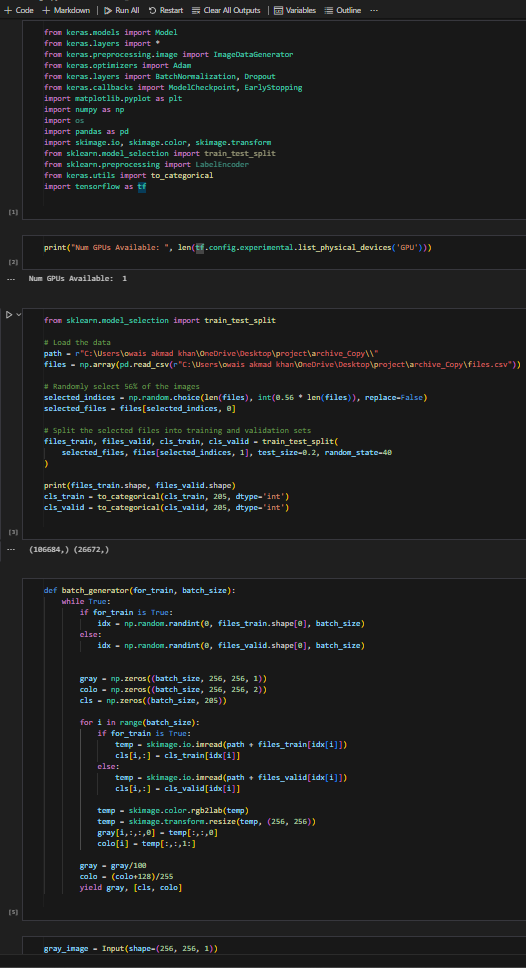 + Code + Markdown | Run All Restart Clear All Outputs | Variables Outline ...
from keras.models import Model
from keras.layers import *
from keras.preprocessing.image import ImageDataGenerator
from keras.optimizers import Adam
from keras.layers import BatchNormalization, Dropout
from keras.callbacks import ModelCheckpoint, EarlyStopping
import matplotlib.pyplot as plt
import numpy as np
import os
import pandas as pd
import skimage.io, skimage.color, skimage.transform
from sklearn.model_selection import train_test_split
from sklearn.preprocessing import LabelEncoder
from keras.utils import to_categorical
import tensorflow as tf
[1]
print("Num GPUs Available: ", len(tf.config.experimental.list_physical_devices('GPU')))
[2]
... Num GPUs Available:  1
from sklearn.model_selection import train_test_split
# Load the data
path = r"C:\Users\owais akmad khan\OneDrive\Desktop\project\archive_Copy\\"
files = np.array(pd.read_csv(r"C:\Users\owais akmad khan\OneDrive\Desktop\project\archive_Copy\files.csv"))
# Randomly select 56% of the images
selected_indices = np.random.choice(len(files), int(0.56 * len(files)), replace=False)
selected_files = files[selected_indices, 0]
# Split the selected files into training and validation sets
files_train, files_valid, cls_train, cls_valid = train_test_split(
    selected_files, files[selected_indices, 1], test_size=0.2, random_state=40
)
print(files_train.shape, files_valid.shape)
cls_train = to_categorical(cls_train, 205, dtype='int')
cls_valid = to_categorical(cls_valid, 205, dtype='int')
[3]
... (106684,) (26672,)
def batch_generator(for_train, batch_size):
    while True:
        if for_train is True:
            idx = np.random.randint(0, files_train.shape[0], batch_size)
        else:
            idx = np.random.randint(0, files_valid.shape[0], batch_size)
        gray = np.zeros((batch_size, 256, 256, 1))
        colo = np.zeros((batch_size, 256, 256, 2))
        cls = np.zeros((batch_size, 205))
        for i in range(batch_size):
            if for_train is True:
                temp = skimage.io.imread(path + files_train[idx[i]])
                cls[i,:] = cls_train[idx[i]]
            else:
                temp = skimage.io.imread(path + files_valid[idx[i]])
                cls[i,:] = cls_valid[idx[i]]
            temp = skimage.color.rgb2lab(temp)
            temp = skimage.transform.resize(temp, (256, 256))
            gray[i,:,:,0] = temp[:,:,0]
            colo[i] = temp[:,:,1:]
        gray = gray/100
        colo = (colo+128)/255
        yield gray, [cls, colo]
[5]
gray_image = Input(shape=(256, 256, 1))